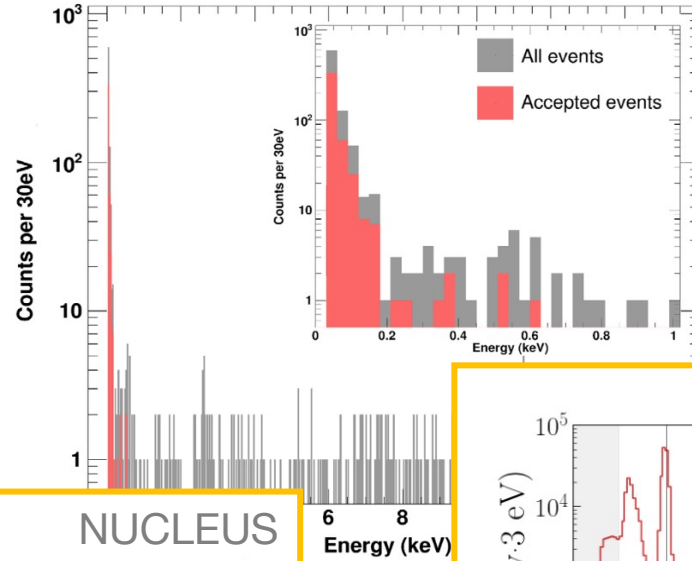 10³
10²
10
1
Counts per 30eV
10³
10²
10
1
Counts per 30eV
All events
Accepted events
0 0.2 0.4 0.6 0.8 1
Energy (keV)
6 8
Energy (keV)
NUCLEUS
10⁵
10⁴
3 eV)